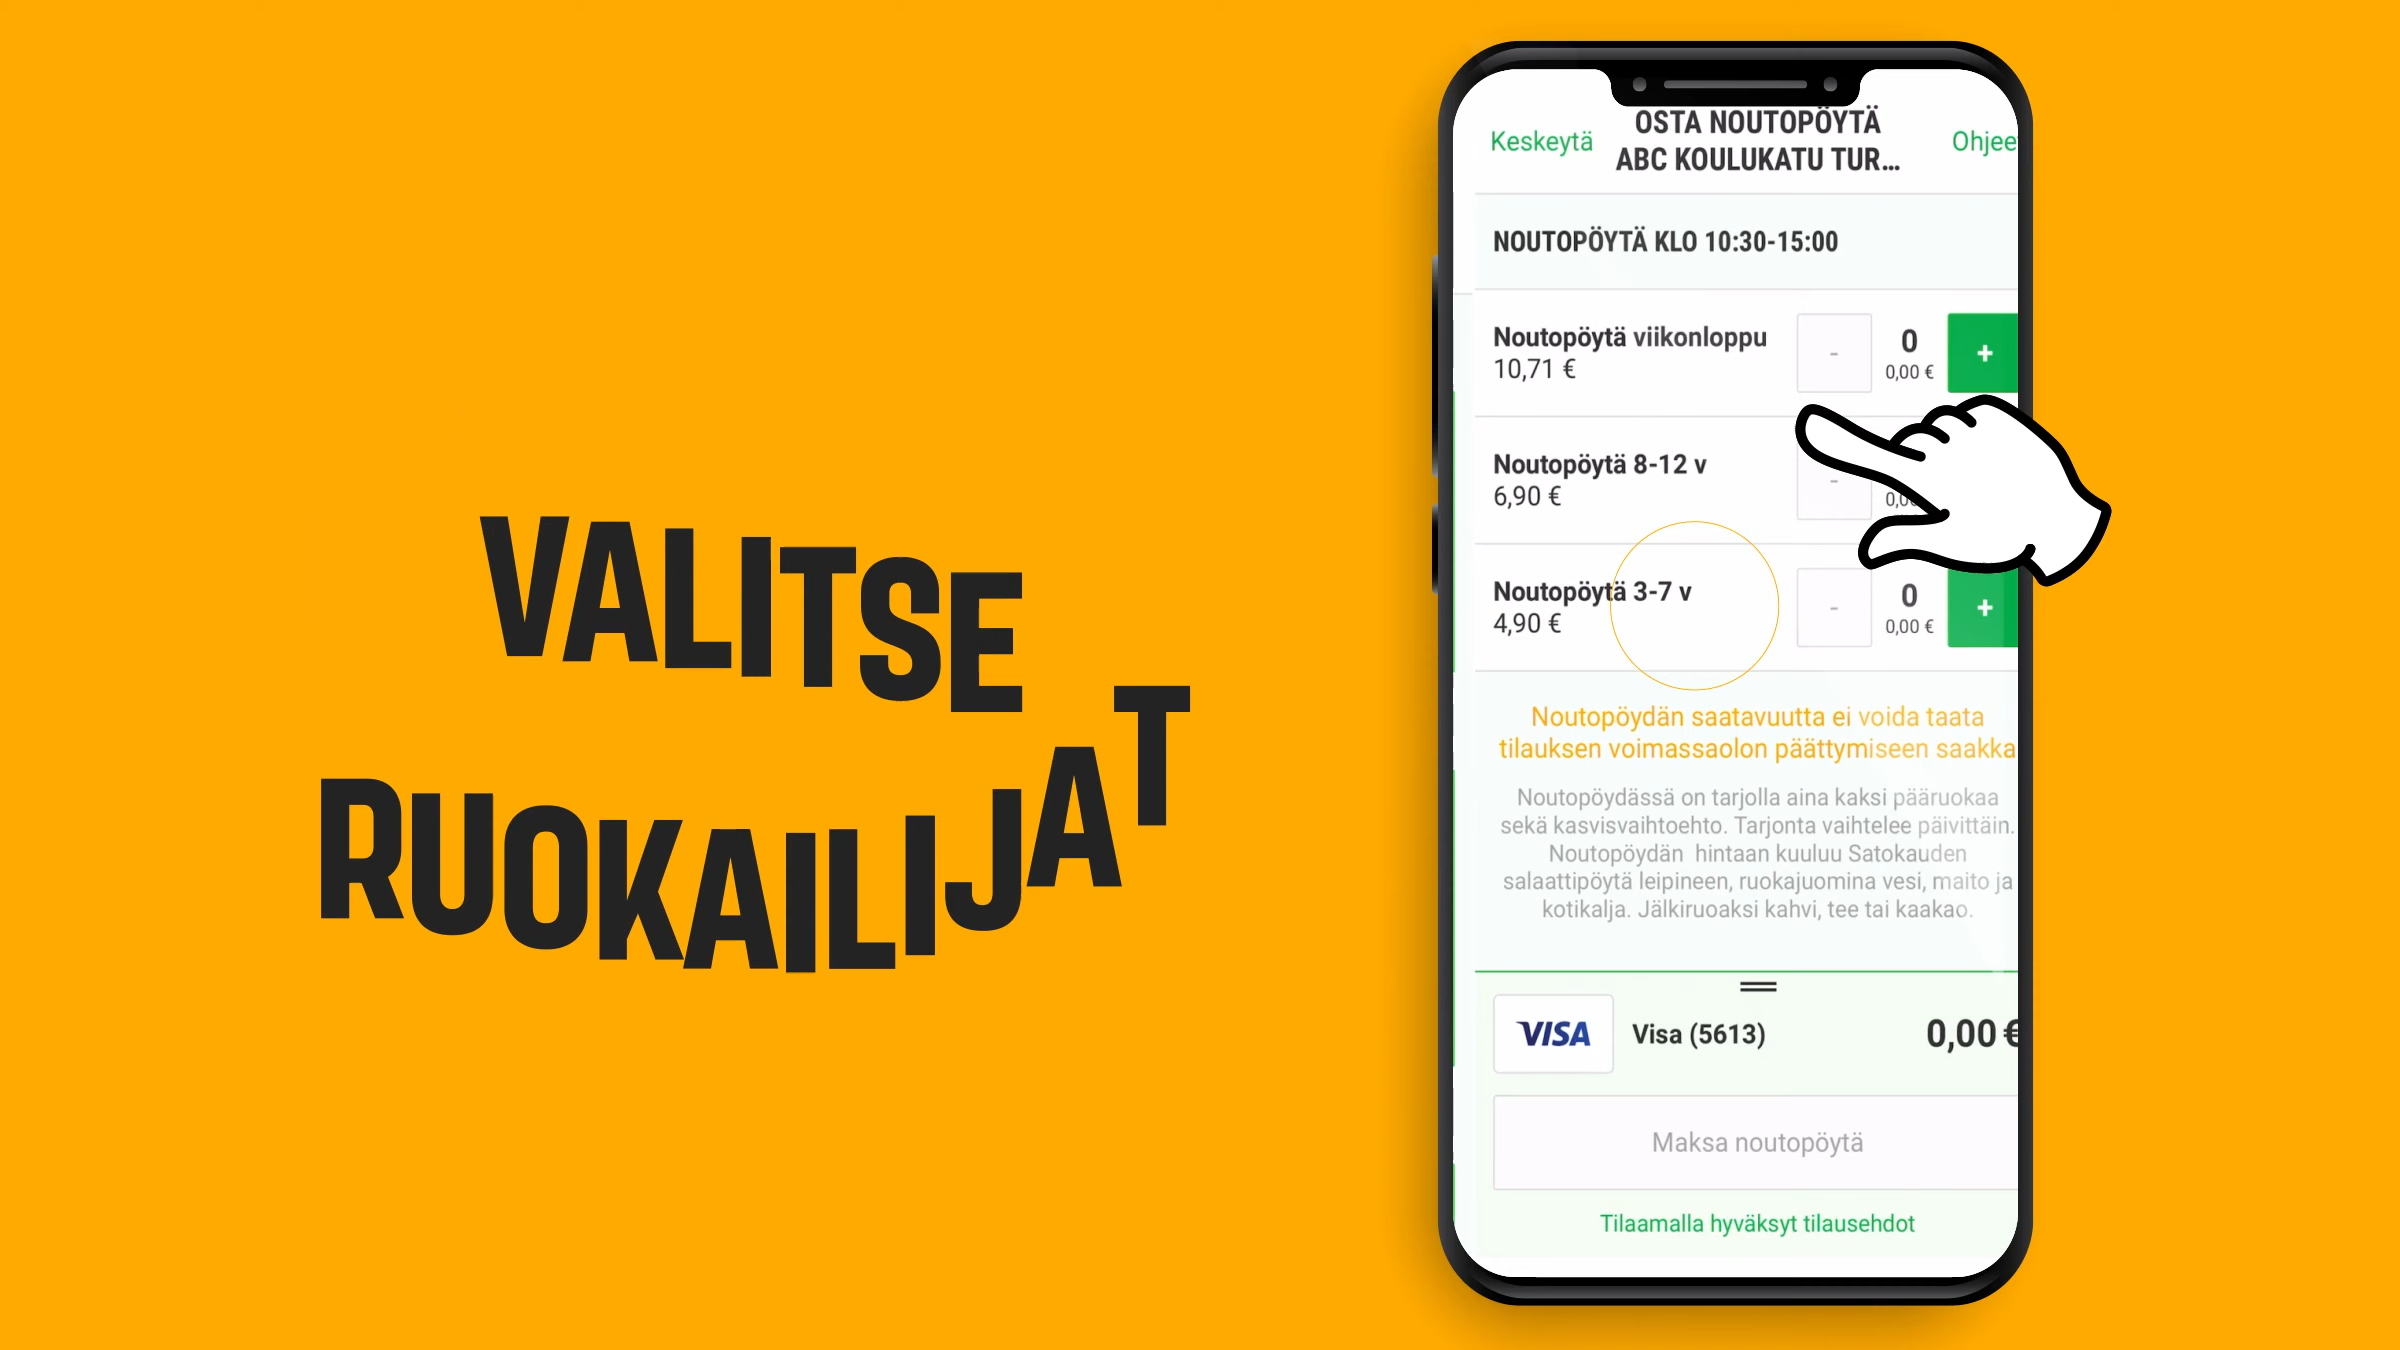 VALITSE
RUOKAILIJAT
Keskeytä
OSTA NOUTOPÖYTÄ
ABC KOULUKATU TUR...
Ohjee
NOUTOPÖYTÄ KLO 10:30-15:00
Noutopöytä viikonloppu
10,71 €
-
0
0,00 €
+
Noutopöytä 8-12 v
6,90 €
-
Noutopöytä 3-7 v
4,90 €
-
0
0,00 €
+
Noutopöydän saatavuutta ei voida taata
tilauksen voimassaolon päättymiseen saakka
Noutopöydässä on tarjolla aina kaksi pääruokaa
sekä kasvisvaihtoehto. Tarjonta vaihtelee päivittäin.
Noutopöydän hintaan kuuluu Satokauden
salaattipöytä leipineen, ruokajuomina vesi, maito ja
kotikalja. Jälkiruoaksi kahvi, tee tai kaakao.
VISA
Visa (5613)
0,00 €
Maksa noutopöytä
Tilaamalla hyväksyt tilausehdot